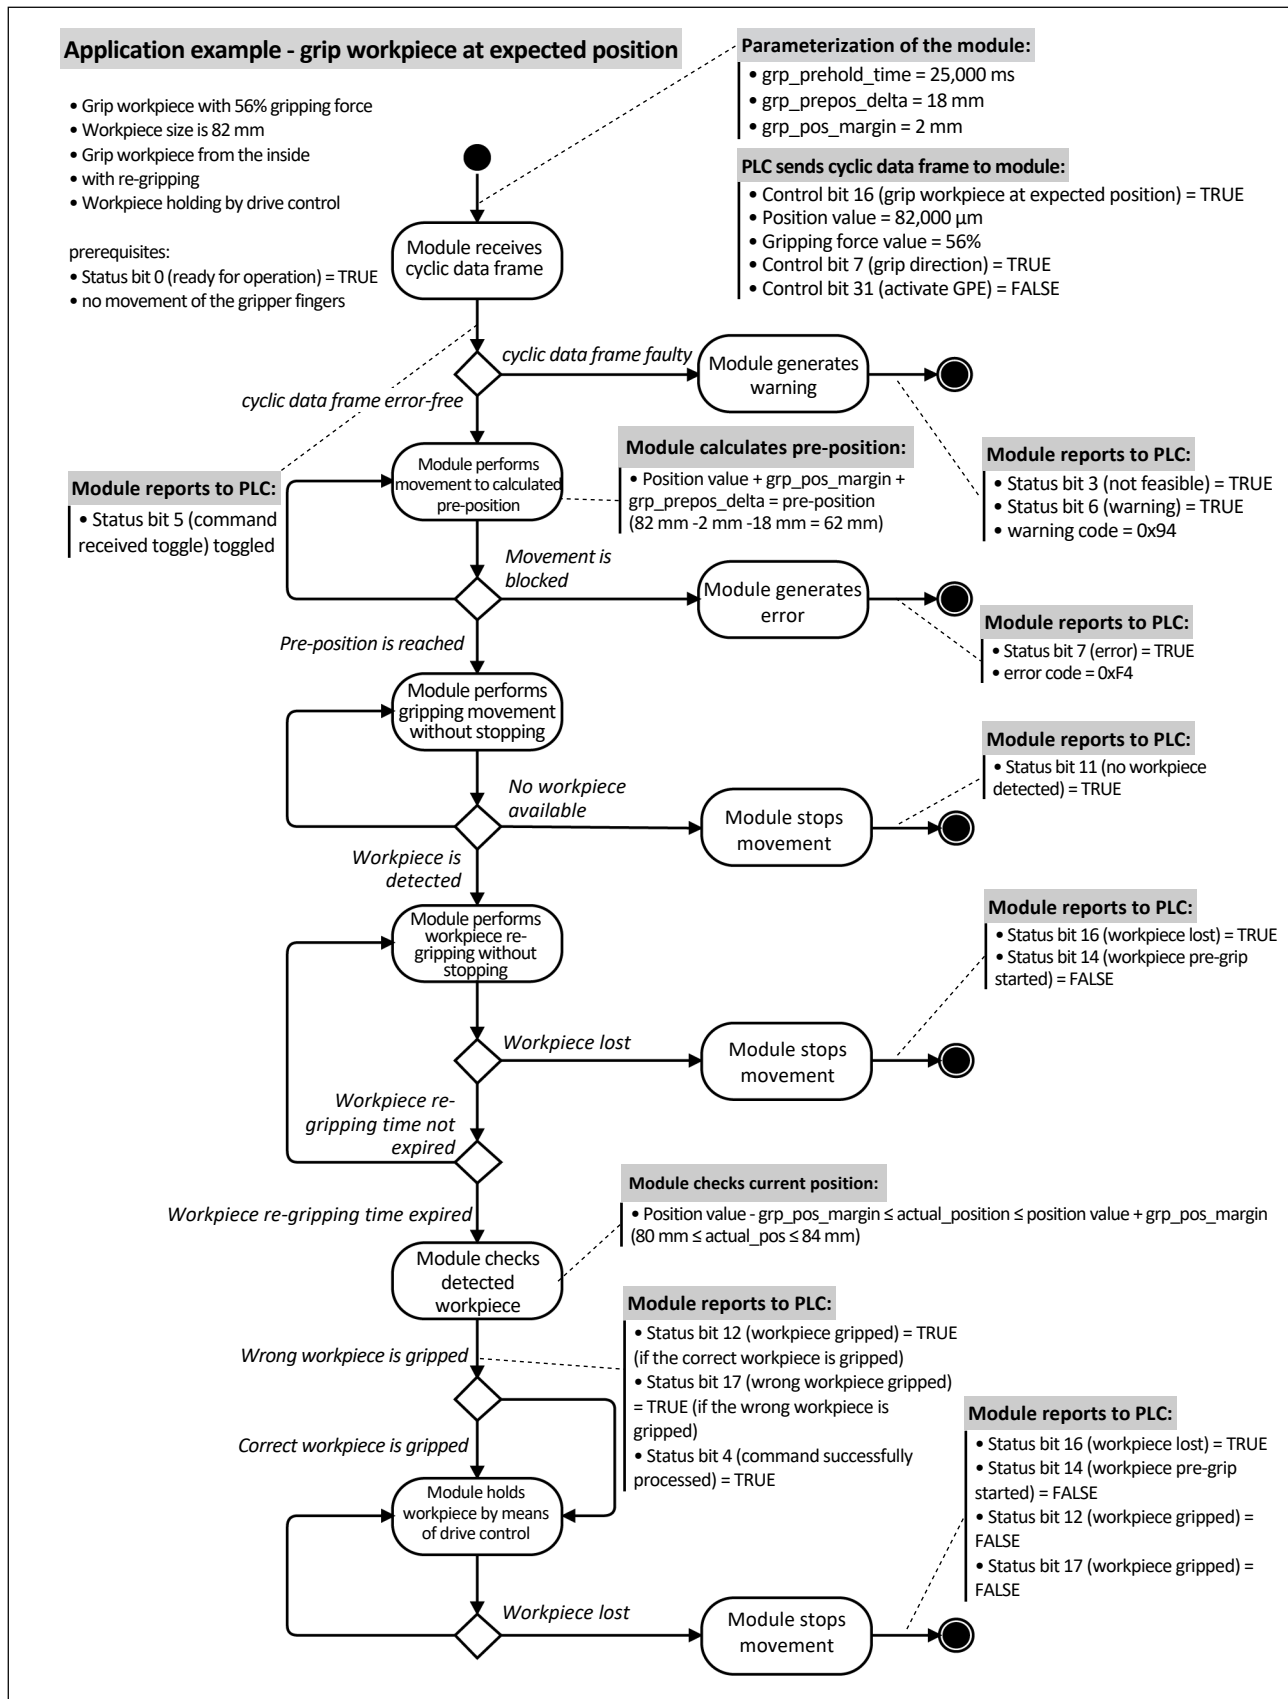 Application example - grip workpiece at expected position
• Grip workpiece with 56% gripping force
• Workpiece size is 82 mm
• Grip workpiece from the inside
• with re-gripping
• Workpiece holding by drive control
prerequisites:
• Status bit 0 (ready for operation) = TRUE
• no movement of the gripper fingers
Parameterization of the module:
• grp_prehold_time = 25,000 ms
• grp_prepos_delta = 18 mm
• grp_pos_margin = 2 mm
PLC sends cyclic data frame to module:
• Control bit 16 (grip workpiece at expected position) = TRUE
• Position value = 82,000 µm
• Gripping force value = 56%
• Control bit 7 (grip direction) = TRUE
• Control bit 31 (activate GPE) = FALSE
Module receives
cyclic data frame
cyclic data frame faulty
Module generates
warning
cyclic data frame error-free
Module reports to PLC:
• Status bit 3 (not feasible) = TRUE
• Status bit 6 (warning) = TRUE
• warning code = 0x94
Module reports to PLC:
• Status bit 5 (command
received toggle) toggled
Module performs
movement to calculated
pre-position
Module calculates pre-position:
• Position value + grp_pos_margin +
grp_prepos_delta = pre-position
(82 mm -2 mm -18 mm = 62 mm)
Movement is
blocked
Module generates
error
Module reports to PLC:
• Status bit 7 (error) = TRUE
• error code = 0xF4
Pre-position is reached
Module performs
gripping movement
without stopping
No workpiece
available
Module stops
movement
Module reports to PLC:
• Status bit 11 (no workpiece
detected) = TRUE
Workpiece is
detected
Module performs
workpiece re-
gripping without
stopping
Workpiece lost
Module stops
movement
Module reports to PLC:
• Status bit 16 (workpiece lost) = TRUE
• Status bit 14 (workpiece pre-grip
started) = FALSE
Workpiece re-
gripping time not
expired
Workpiece re-gripping time expired
Module checks current position:
• Position value - grp_pos_margin ≤ actual_position ≤ position value + grp_pos_margin
(80 mm ≤ actual_pos ≤ 84 mm)
Module checks
detected
workpiece
Module reports to PLC:
• Status bit 12 (workpiece gripped) = TRUE
(if the correct workpiece is gripped)
• Status bit 17 (wrong workpiece gripped)
= TRUE (if the wrong workpiece is
gripped)
• Status bit 4 (command successfully
processed) = TRUE
Wrong workpiece is gripped
Correct workpiece is gripped
Module holds
workpiece by means
of drive control
Workpiece lost
Module stops
movement
Module reports to PLC:
• Status bit 16 (workpiece lost) = TRUE
• Status bit 14 (workpiece pre-grip
started) = FALSE
• Status bit 12 (workpiece gripped) =
FALSE
• Status bit 17 (workpiece gripped) =
FALSE